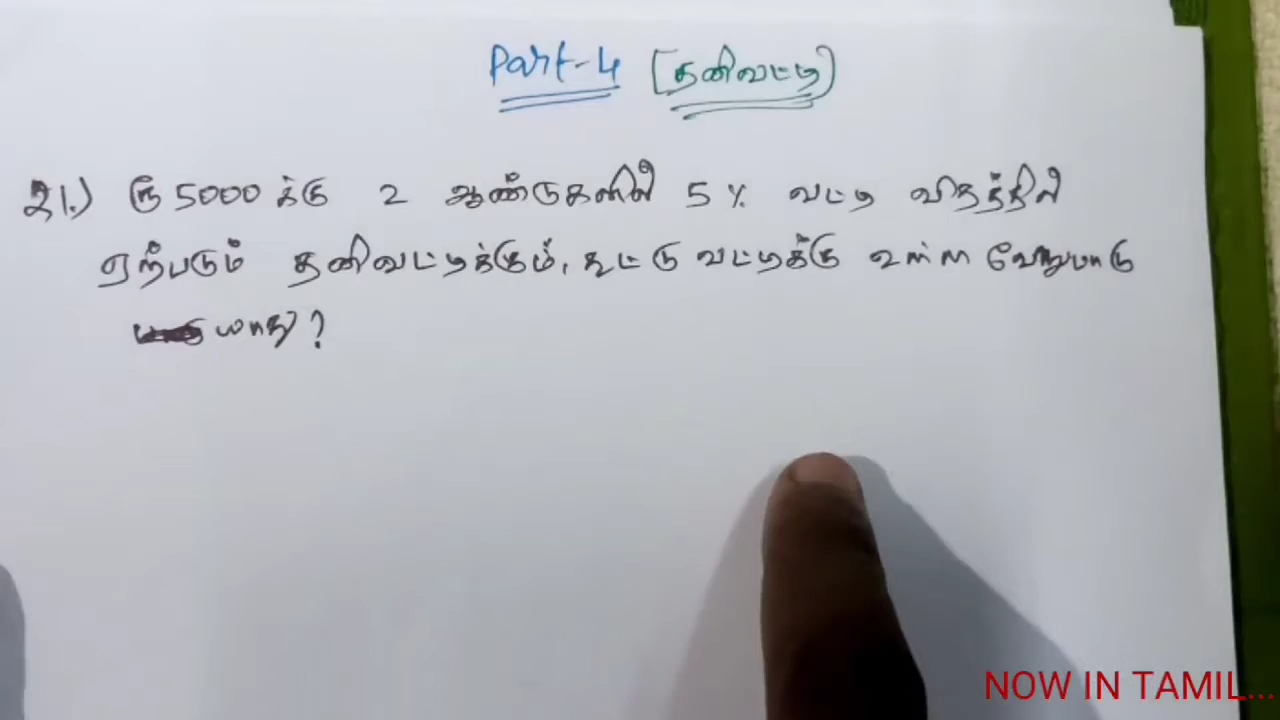 Part-4 [தனிவட்டி]
21.) ரூ 5000 க்கு 2 ஆண்டுகளில் 5% வட்டி விதத்தில்
ஏற்படும் தனிவட்டிக்கும், கூட்டு வட்டிக்கு உள்ள வேறுபாடு
யாது?
NOW IN TAMIL...